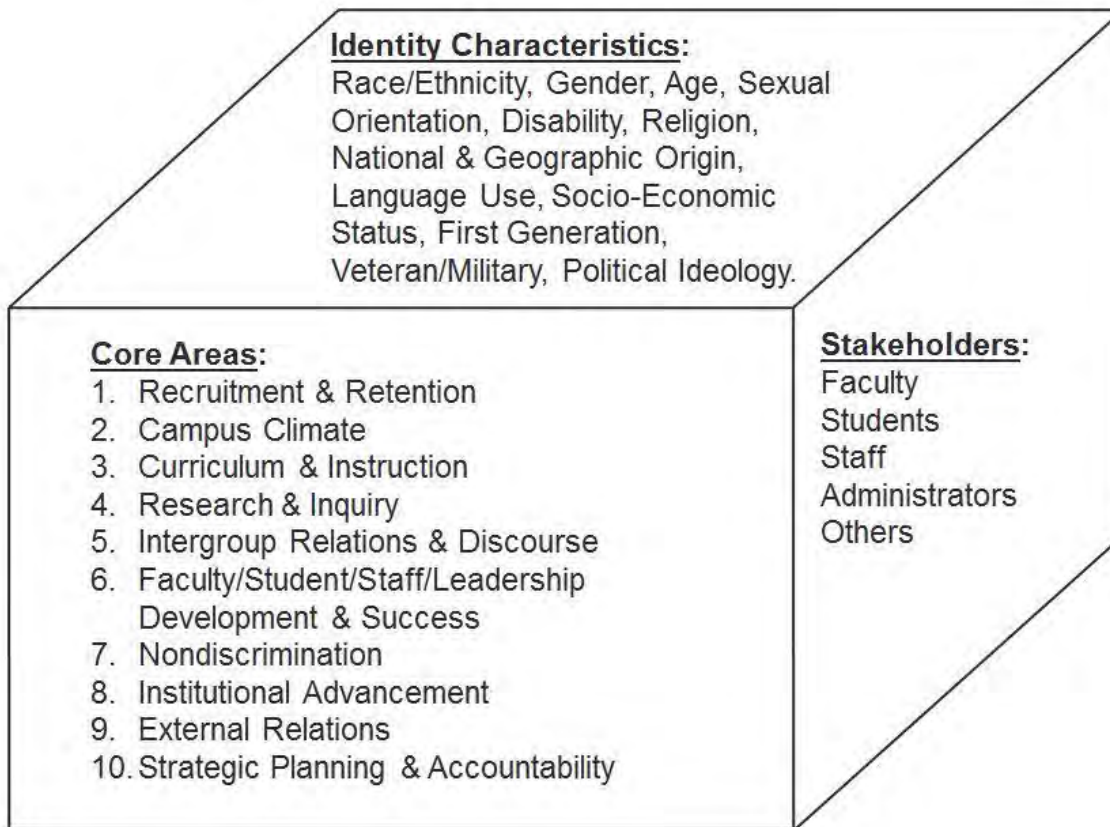 Identity Characteristics:
Race/Ethnicity, Gender, Age, Sexual
Orientation, Disability, Religion,
National & Geographic Origin,
Language Use, Socio-Economic
Status, First Generation,
Veteran/Military, Political Ideology.
Core Areas:
1. Recruitment & Retention
2. Campus Climate
3. Curriculum & Instruction
4. Research & Inquiry
5. Intergroup Relations & Discourse
6. Faculty/Student/Staff/Leadership
Development & Success
7. Nondiscrimination
8. Institutional Advancement
9. External Relations
10. Strategic Planning & Accountability
Stakeholders:
Faculty
Students
Staff
Administrators
Others